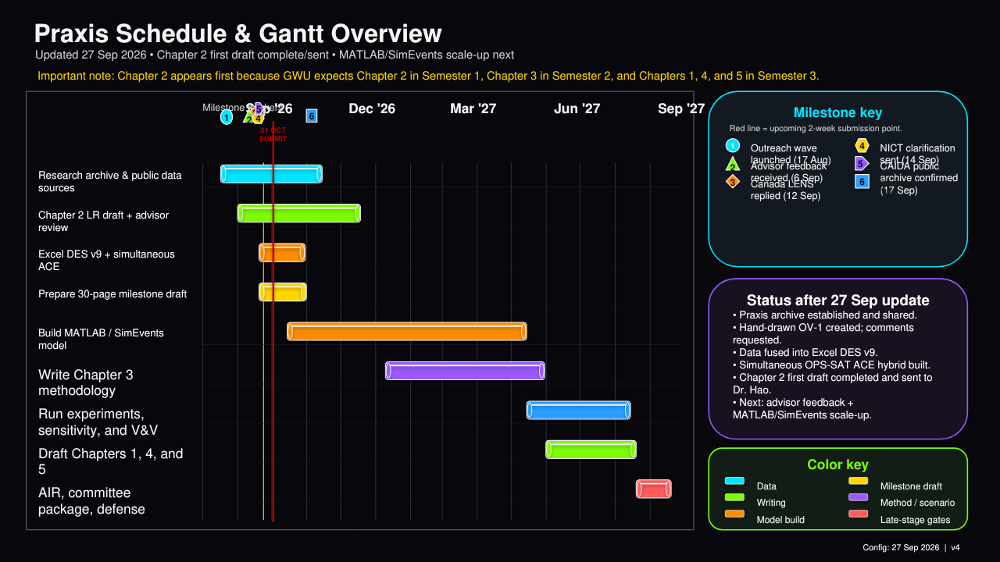 Praxis Schedule & Gantt Overview
Updated 27 Sep 2026 • Chapter 2 first draft complete/sent • MATLAB/SimEvents scale-up next
Important note: Chapter 2 appears first because GWU expects Chapter 2 in Semester 1, Chapter 3 in Semester 2, and Chapters 1, 4, and 5 in Semester 3.
Milestone
Sep '26
Dec '26
Mar '27
Jun '27
Sep '27
1
2
5
4
6
01 OCT
SUBMIT
Research archive & public data
sources
Chapter 2 LR draft + advisor
review
Excel DES v9 + simultaneous
ACE
Prepare 30-page milestone draft
Build MATLAB / SimEvents
model
Write Chapter 3
methodology
Run experiments,
sensitivity, and V&V
Draft Chapters 1, 4, and
5
AIR, committee
package, defense
Milestone key
Red line = upcoming 2-week submission point.
1 Outreach wave
launched (17 Aug)
2 Advisor feedback
received (6 Sep)
3 Canada LENS
replied (12 Sep)
4 NICT clarification
sent (14 Sep)
5 CAIDA public
archive confirmed
6 (17 Sep)
Status after 27 Sep update
• Praxis archive established and shared.
• Hand-drawn OV-1 created; comments
requested.
• Data fused into Excel DES v9.
• Simultaneous OPS-SAT ACE hybrid built.
• Chapter 2 first draft completed and sent to
Dr. Hao.
• Next: advisor feedback +
MATLAB/SimEvents scale-up.
Color key
Data
Writing
Model build
Milestone draft
Method / scenario
Late-stage gates
Config: 27 Sep 2026 | v4